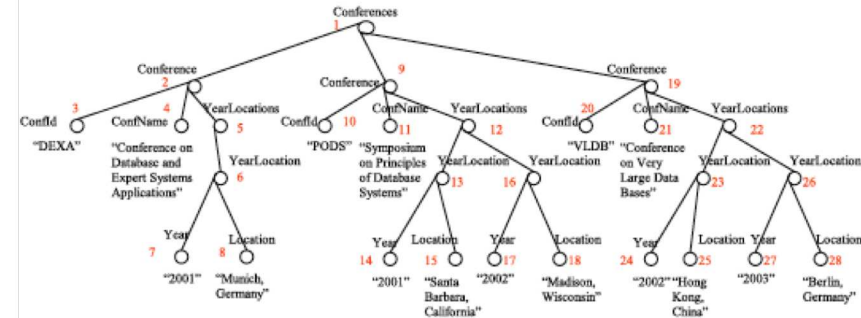 Conferences
1
Conference
2
9
Conference
Conference
19
3
ConfId
"DEXA"
4
ConfName
"Conference on
Database and
Expert Systems
Applications"
YearLocations
5
YearLocation
6
Year
7
"2001"
Location
8
"Munich,
Germany"
ConfId
10
"PODS"
ConfName
11
"Symposium
on Principles
of Database
Systems"
YearLocations
12
YearLocation
13
Year
14
"2001"
Location
15
"Santa
Barbara,
California"
YearLocation
16
Year
17
"2002"
Location
18
"Madison,
Wisconsin"
20
ConfId
"VLDB"
ConfName
21
"Conference
on Very
Large Data
Bases"
YearLocations
22
YearLocation
23
Year
24
"2002"
Location
25
"Hong
Kong,
China"
YearLocation
26
Year
27
"2003"
Location
28
"Berlin,
Germany"